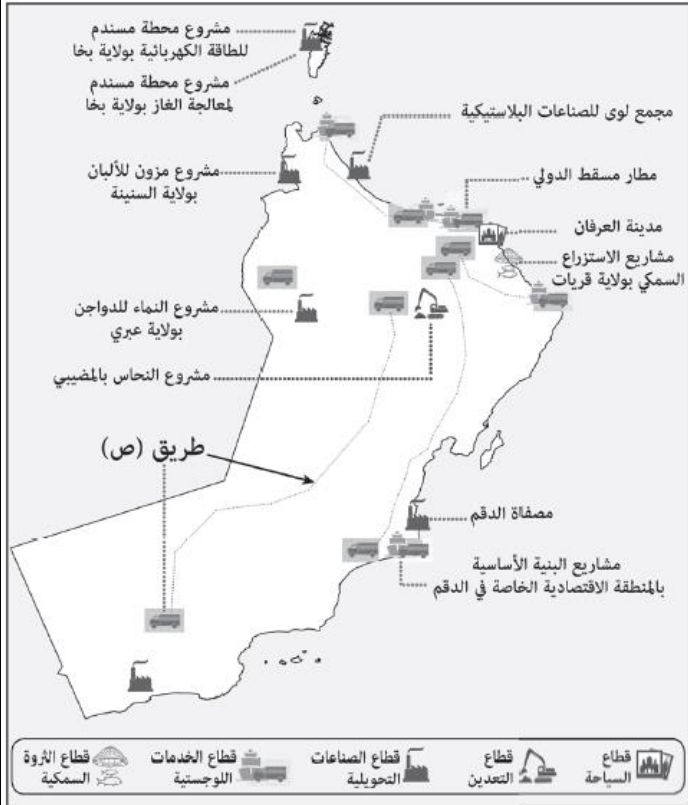 مشروع محطة مسندم
للطاقة الكهربائية بولاية بخا
مشروع محطة مسندم
لمعالجة الغاز بولاية بخا
مجمع لوى للصناعات البلاستيكية
مشروع مزون للألبان
بولاية السنينة
مطار مسقط الدولي
مدينة العرفان
مشاريع الاستزراع
السمكي بولاية قريات
مشروع النماء للدواجن
بولاية عبري
مشروع النحاس بالمضيبي
طريق (ص)
مصفاة الدقم
مشاريع البنية الأساسية
بالمنطقة الاقتصادية الخاصة في الدقم
قطاع
السياحة
قطاع
التعدين
قطاع الصناعات
التحويلية
قطاع الخدمات
اللوجستية
قطاع الثروة
السمكية